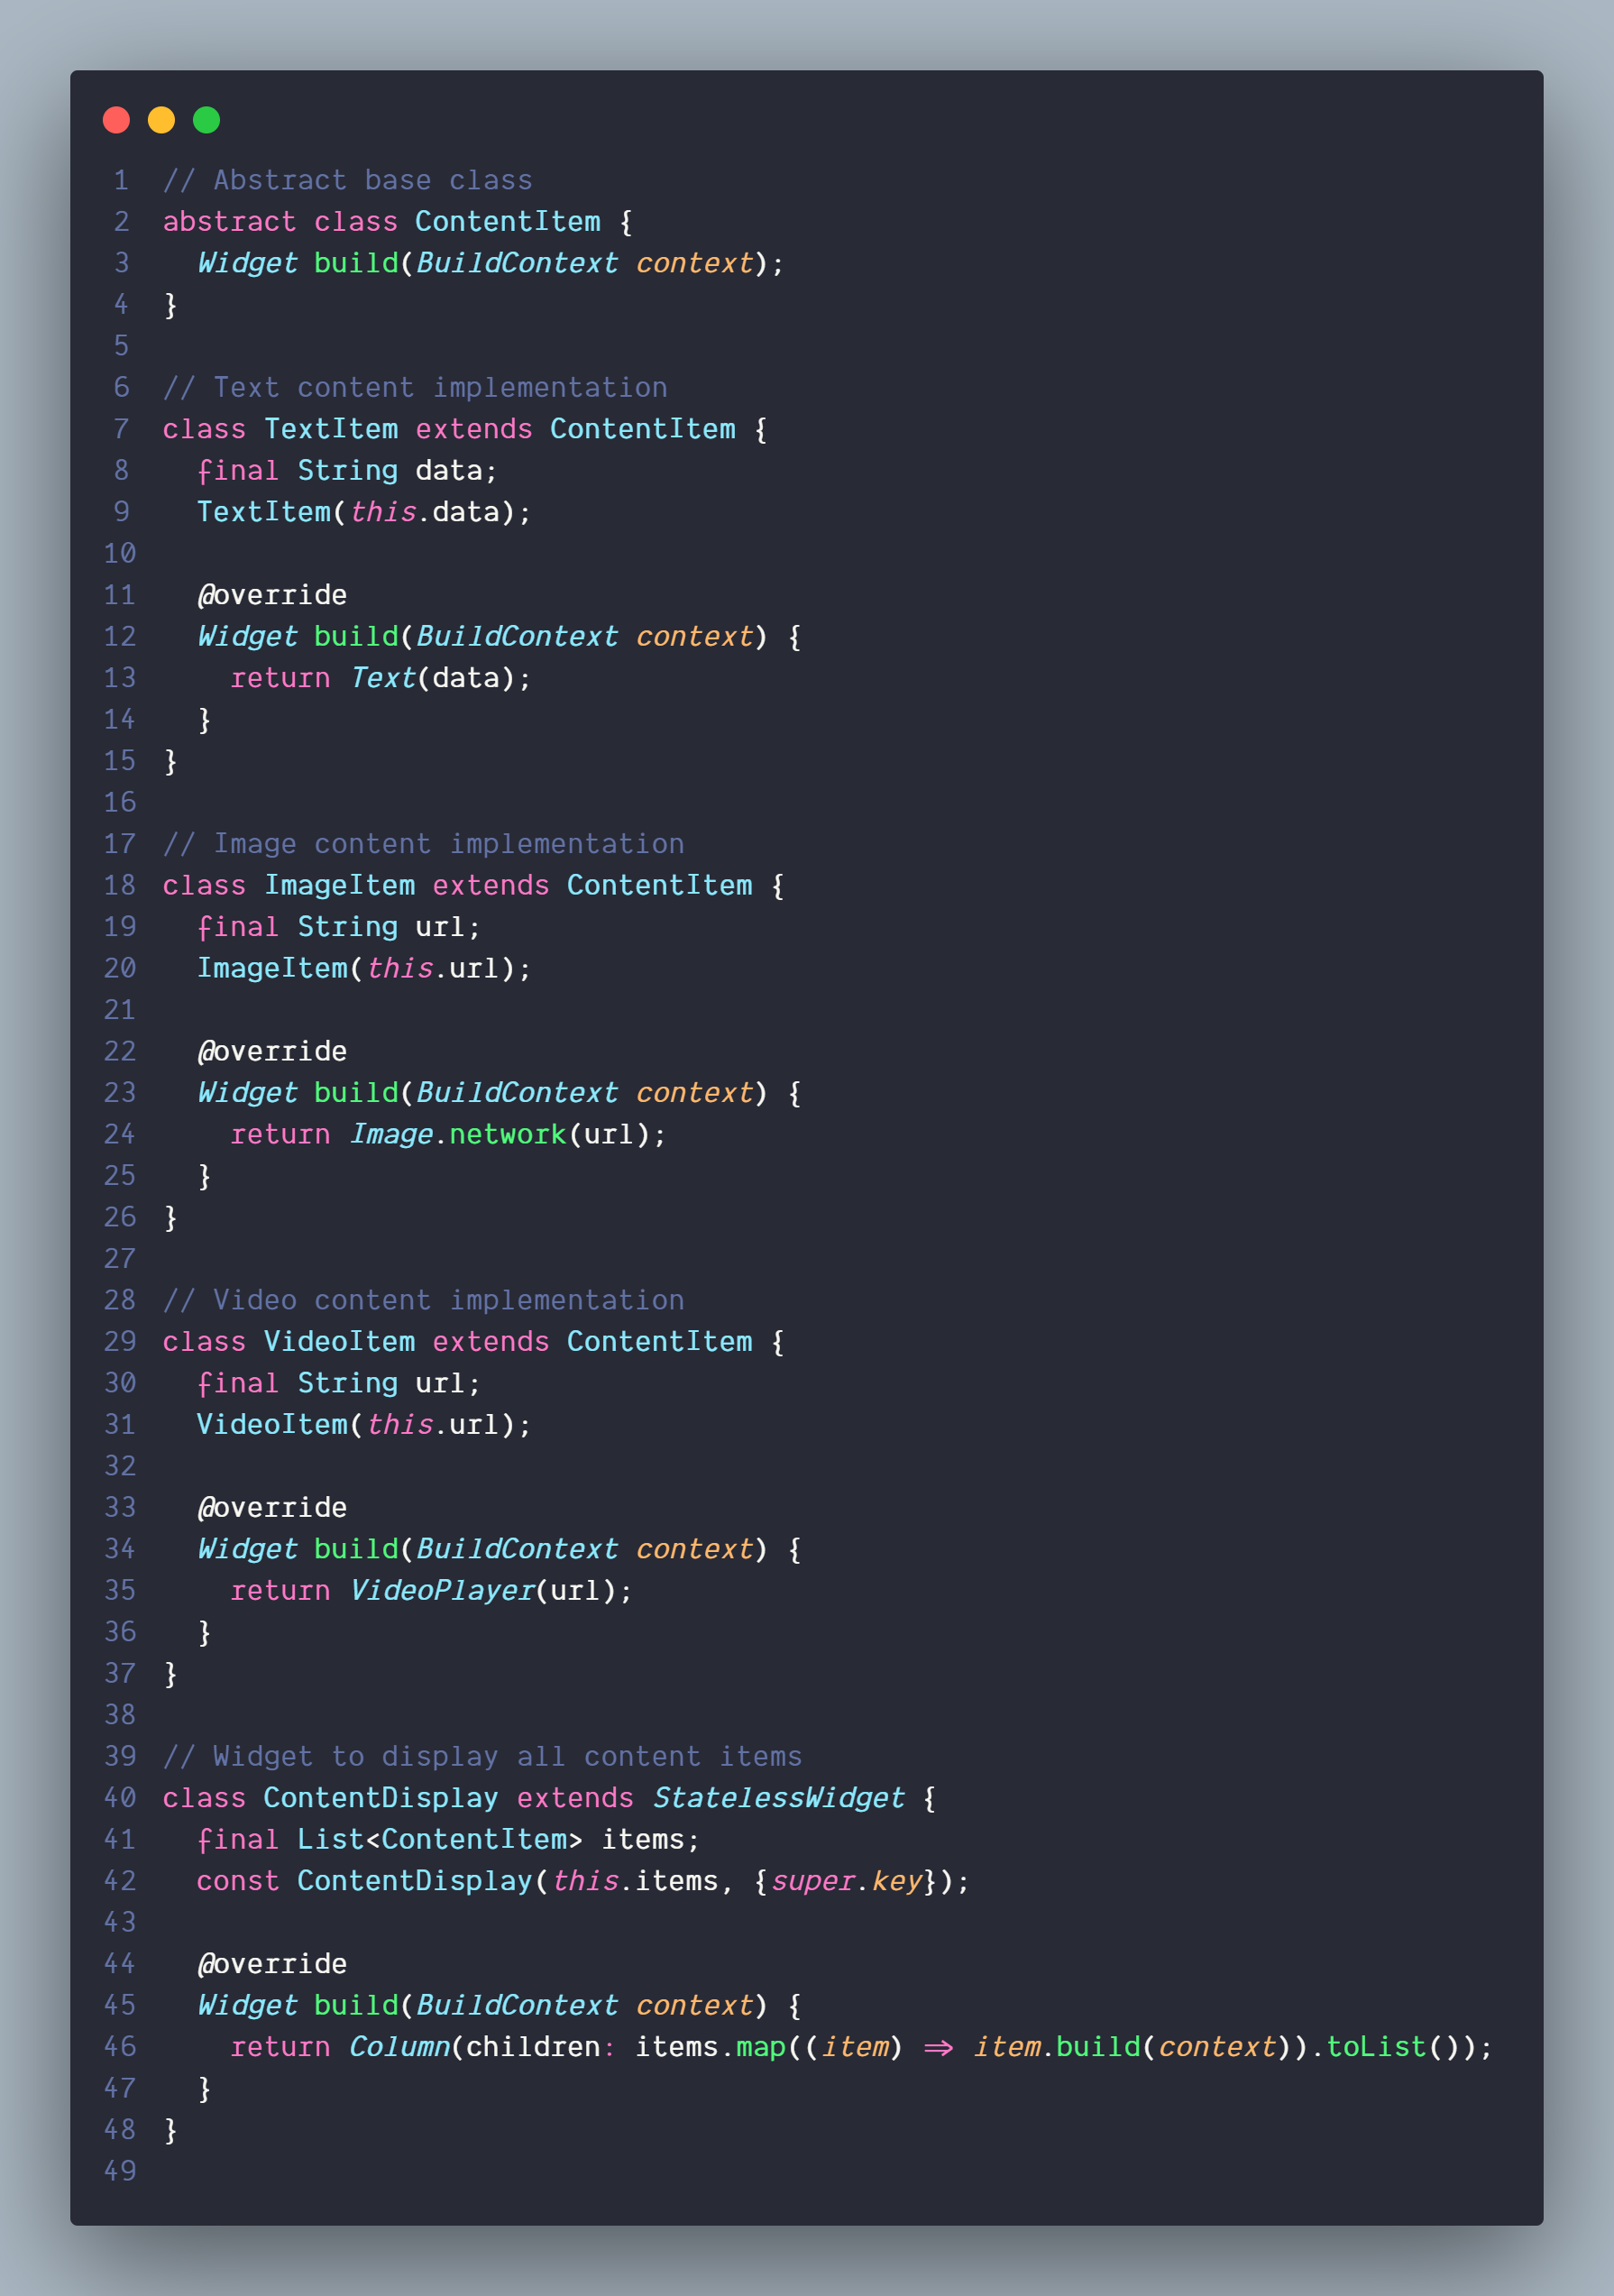 1 // Abstract base class
2 abstract class ContentItem {
3   Widget build(BuildContext context);
4 }
5
6 // Text content implementation
7 class TextItem extends ContentItem {
8   final String data;
9   TextItem(this.data);
10
11   @override
12   Widget build(BuildContext context) {
13     return Text(data);
14   }
15 }
16
17 // Image content implementation
18 class ImageItem extends ContentItem {
19   final String url;
20   ImageItem(this.url);
21
22   @override
23   Widget build(BuildContext context) {
24     return Image.network(url);
25   }
26 }
27
28 // Video content implementation
29 class VideoItem extends ContentItem {
30   final String url;
31   VideoItem(this.url);
32
33   @override
34   Widget build(BuildContext context) {
35     return VideoPlayer(url);
36   }
37 }
38
39 // Widget to display all content items
40 class ContentDisplay extends StatelessWidget {
41   final List<ContentItem> items;
42   const ContentDisplay(this.items, {super.key});
43
44   @override
45   Widget build(BuildContext context) {
46     return Column(children: items.map((item) => item.build(context)).toList());
47   }
48 }
49